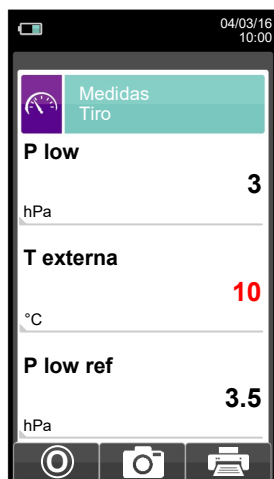 04/03/16
10:00
Medidas
Tiro
P low
3
hPa
T externa
10
°C
P low ref
3.5
hPa